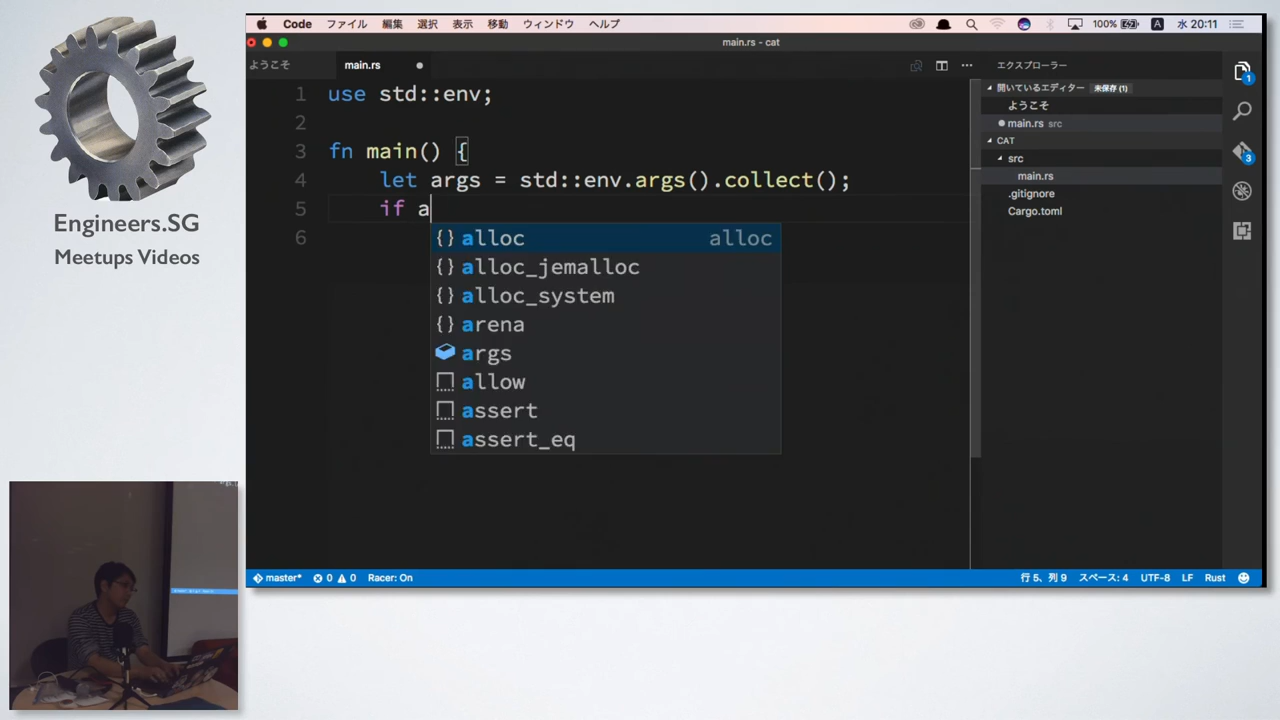 Engineers.SG
Meetups Videos
Code ファイル 編集 選択 表示 移動 ウィンドウ ヘルプ 100% A 水 20:11
main.rs - cat
ようこそ main.rs
エクスプローラー
開いているエディター 未保存 (1)
ようこそ
main.rs src
CAT
src
main.rs
.gitignore
Cargo.toml
1
3
1 use std::env;
2
3 fn main() {
4 let args = std::env.args().collect();
5 if a
6
{} alloc alloc
{} alloc_jemalloc
{} alloc_system
{} arena
args
allow
assert
assert_eq
master* 0 0 Racer: On 行 5、列 9 スペース: 4 UTF-8 LF Rust